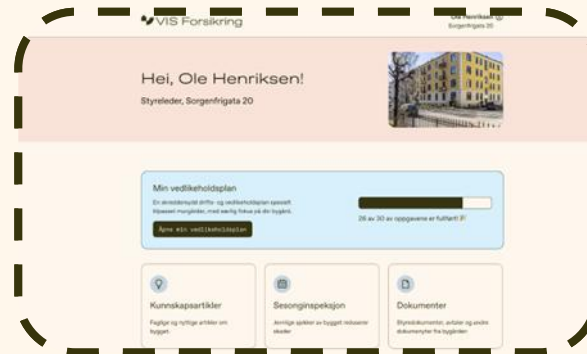 VIS Forsikring
Ole Henriksen
Sorgenfrigata 20
Hei, Ole Henriksen!
Styreleder, Sorgenfrigata 20
Min vedlikeholdsplan
En skreddersydd drifts- og vedlikeholdsplan spesielt
tilpasset murgårder, med særlig fokus på din bygård.
26 av 30 av oppgavene er fullført!
Åpne min vedlikeholdsplan
Kunnskapsartikler
Sesonginspeksjon
Dokumenter
Faglige og nyttige artikler om
bygget.
Jevnlige sjekker av bygget reduserer
skader
Styredokumenter, avtaler og andre
dokumenter fra bygården